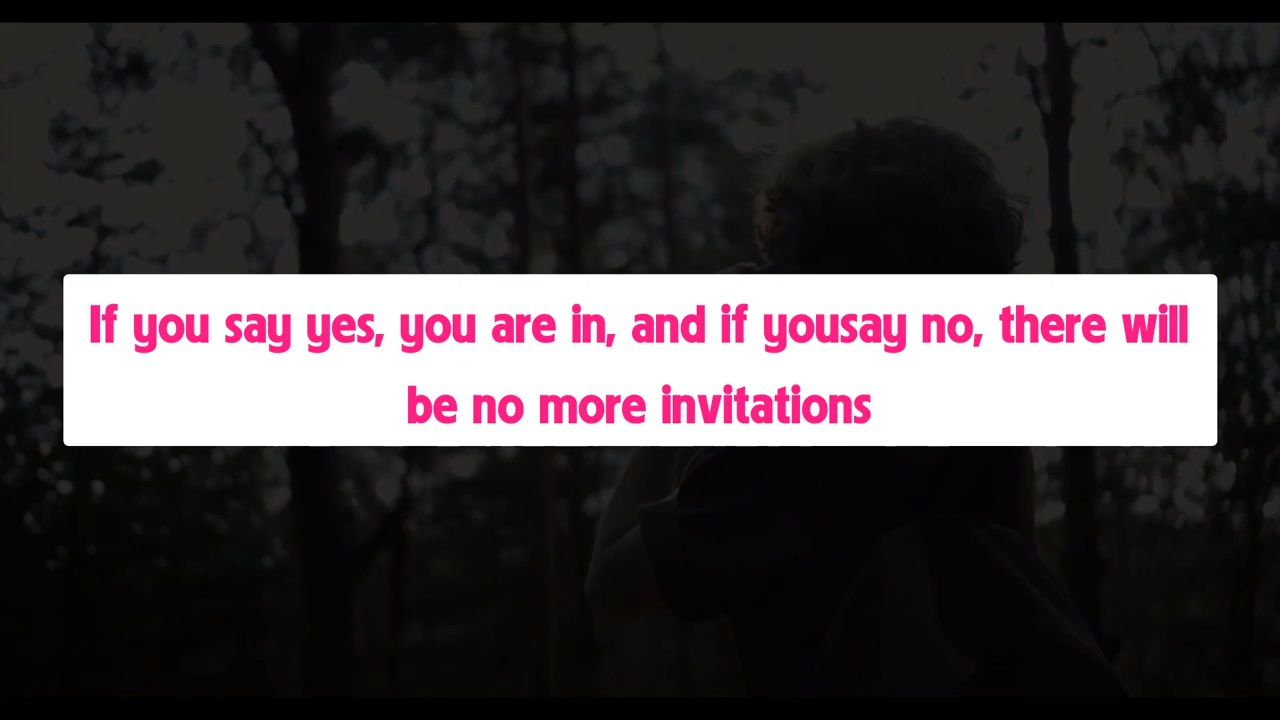 If you say yes, you are in, and if yousay no, there will
be no more invitations